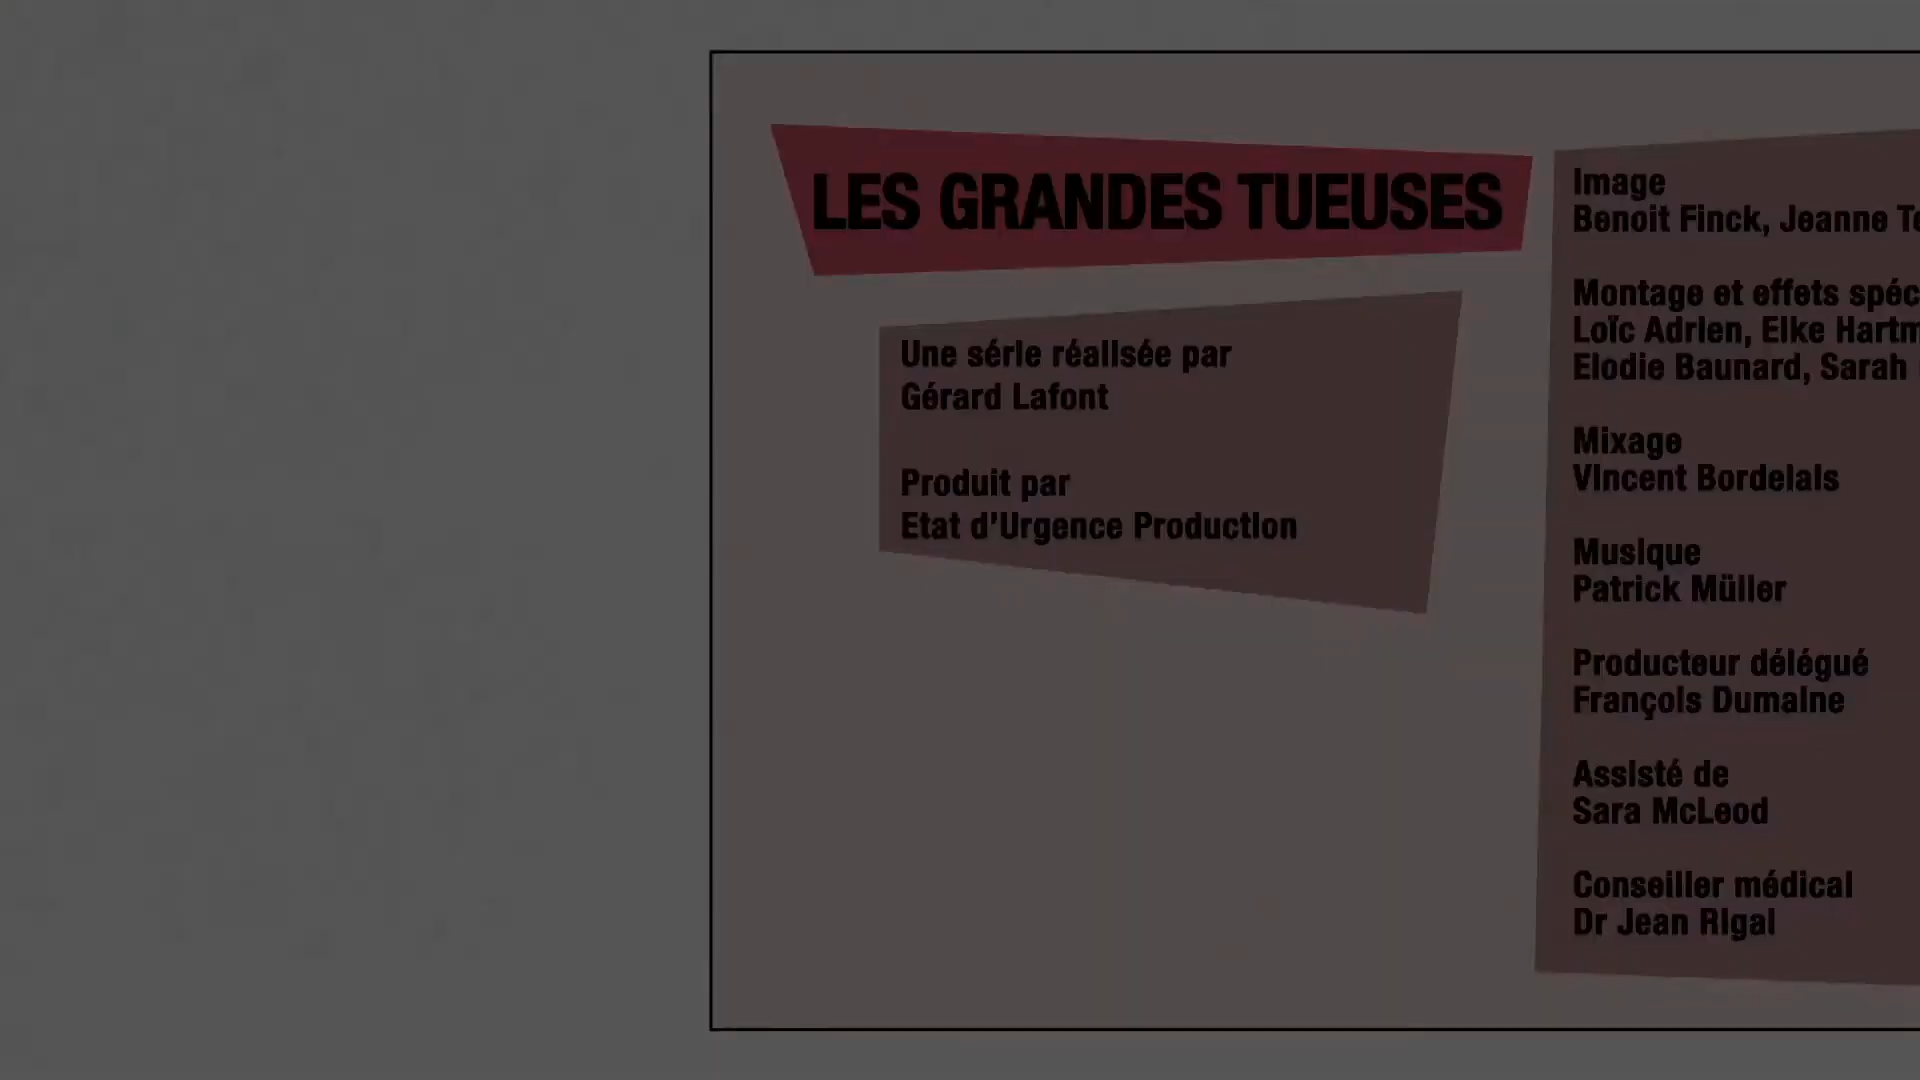 LES GRANDES TUEUSES
Une série réalisée par
Gérard Lafont
Produit par
Etat d'Urgence Production
Image
Benoit Finck, Jeanne
Montage et effets
Loïc Adrien, Elke
Elodie Baunard, Sarah
Mixage
Vincent Bordelais
Musique
Patrick Müller
Producteur délégué
François Dumaine
Assisté de
Sara McLeod
Conseiller médical
Dr Jean Rigal